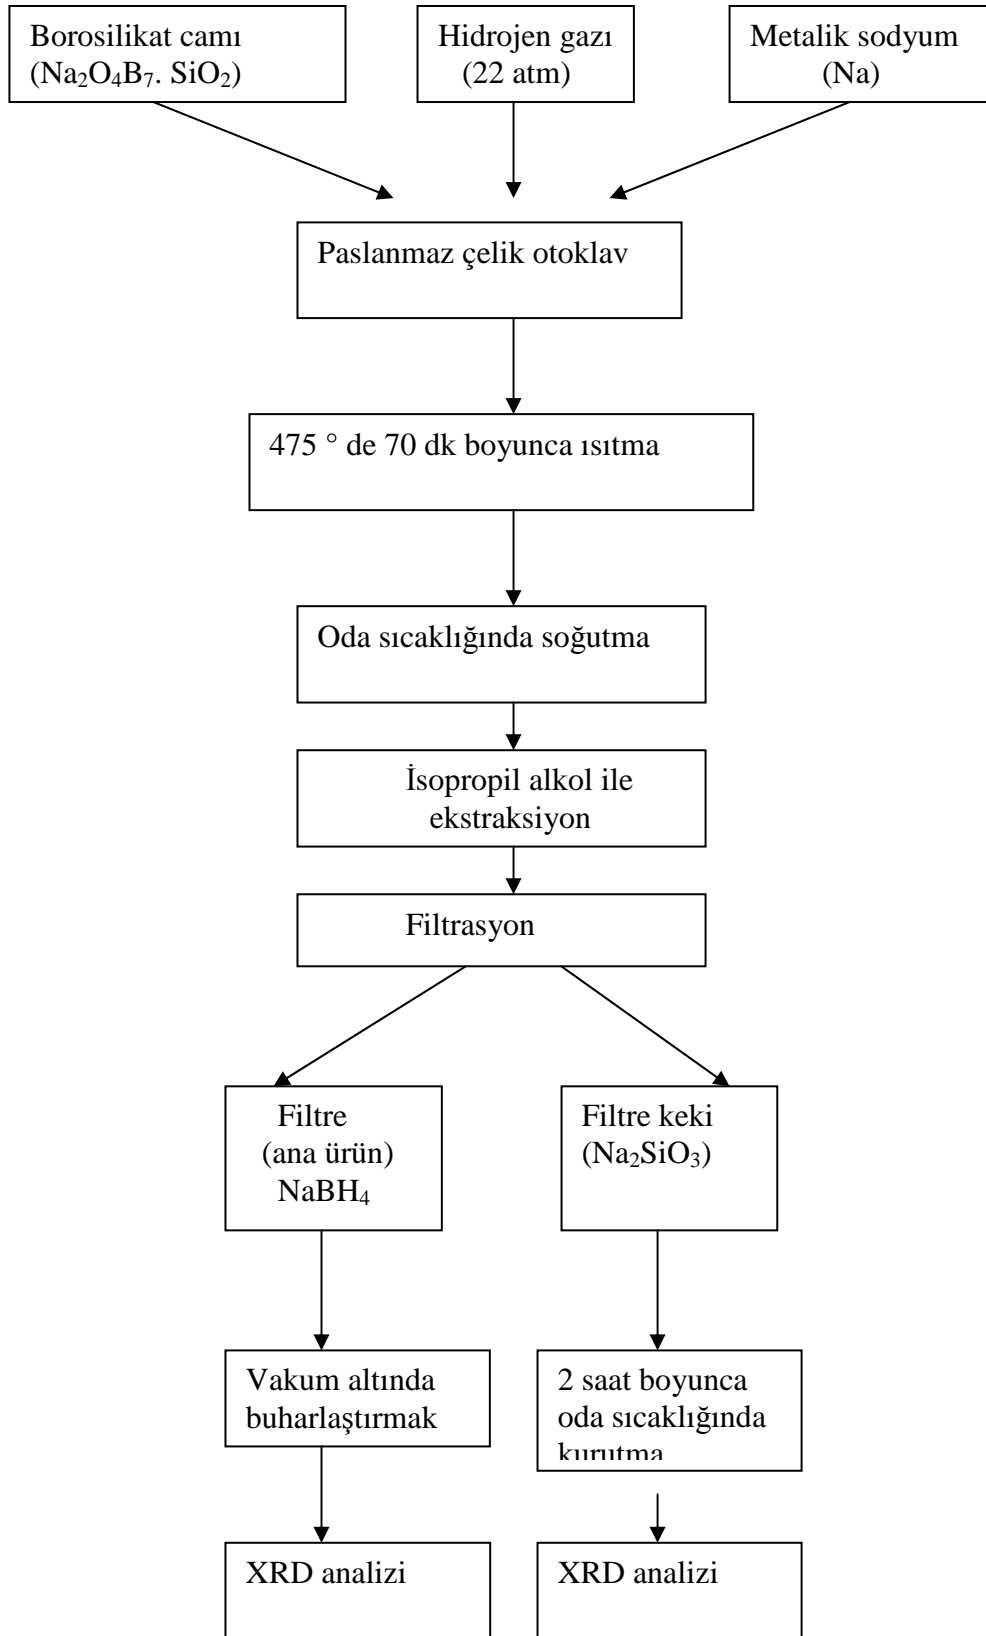 Borosilikat camı
(Na₂O₄B₇. SiO₂)
Hidrojen gazı
(22 atm)
Metalik sodyum
(Na)
Paslanmaz çelik otoklav
475 ° de 70 dk boyunca ısıtma
Oda sıcaklığında soğutma
İsopropil alkol ile
ekstraksiyon
Filtrasyon
Filtre
(ana ürün)
NaBH₄
Filtre keki
(Na₂SiO₃)
Vakum altında
buharlaştırmak
2 saat boyunca
oda sıcaklığında
kurutma
XRD analizi
XRD analizi